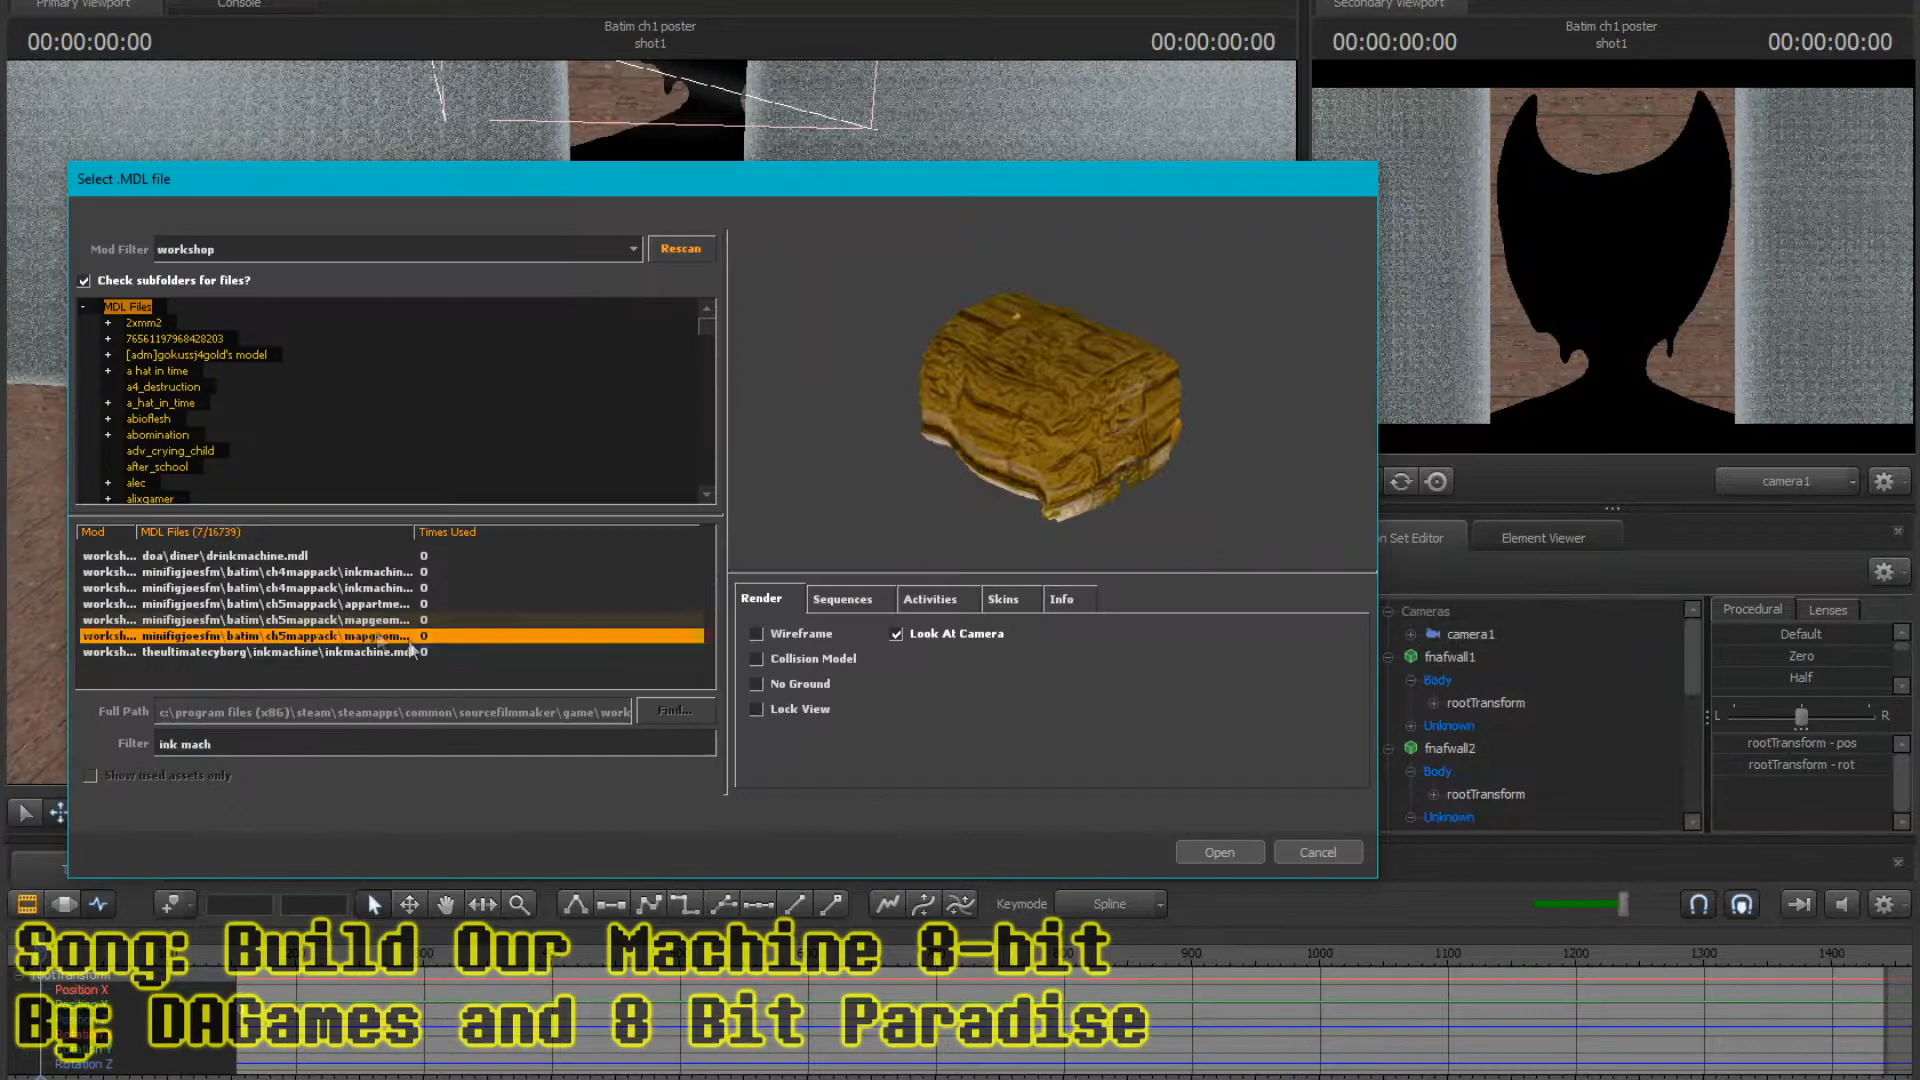 Primary Viewport
Console
Secondary Viewport
00:00:00:00
Batim ch1 poster
shot1
00:00:00:00
00:00:00:00
Batim ch1 poster
shot1
00:00:00:00
Select .MDL file
Mod Filter
workshop
Rescan
Check subfolders for files?
- MDL Files
+ 2xmm2
+ 76561197968428203
+ [adm]gokussj4gold's model
+ a hat in time
a4_destruction
+ a_hat_in_time
+ abioflesh
+ abomination
adv_crying_child
after_school
+ alec
+ alixgamer
Mod
MDL Files (7/16739)
Times Used
worksh... doa\diner\drinkmachine.mdl 0
worksh... minifigjoesfm\batim\ch4mappack\inkmachin... 0
worksh... minifigjoesfm\batim\ch4mappack\inkmachin... 0
worksh... minifigjoesfm\batim\ch5mappack\appartme... 0
worksh... minifigjoesfm\batim\ch5mappack\mapgeom... 0
worksh... minifigjoesfm\batim\ch5mappack\mapgeom... 0
worksh... theultimatecyborg\inkmachine\inkmachine.mdl 0
Full Path
c:\program files (x86)\steam\steamapps\common\sourcefilmmaker\game\work
Find...
Filter
ink mach
Show used assets only
Render
Sequences
Activities
Skins
Info
Wireframe
Look At Camera
Collision Model
No Ground
Lock View
Open
Cancel
camera1
on Set Editor
Element Viewer
Cameras
camera1
fnafwall1
Body
rootTransform
Unknown
fnafwall2
Body
rootTransform
Unknown
Procedural
Lenses
Default
Zero
Half
L
R
rootTransform - pos
rootTransform - rot
Keymode
Spline
900
1000
1100
1200
1300
1400
Song: Build Our Machine 8-bit
rootTransform
Position X
By: DAGames and 8 Bit Paradise
Rotation Z